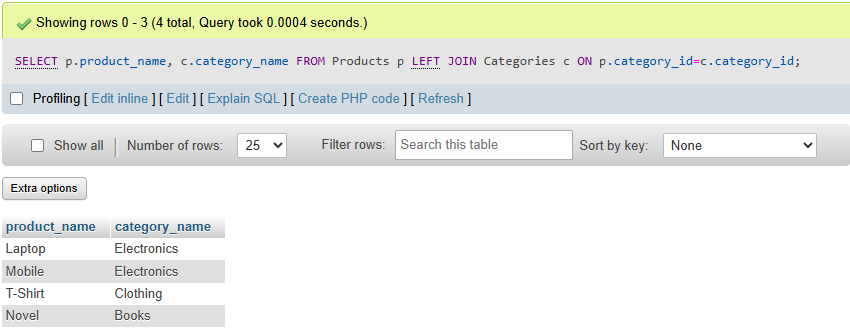 Showing rows 0 - 3 (4 total, Query took 0.0004 seconds.)
SELECT p.product_name, c.category_name FROM Products p LEFT JOIN Categories c ON p.category_id=c.category_id;
Profiling [ Edit inline ] [ Edit ] [ Explain SQL ] [ Create PHP code ] [ Refresh ]
Show all Number of rows: 25 Filter rows: Search this table Sort by key: None
Extra options
product_name category_name
Laptop Electronics
Mobile Electronics
T-Shirt Clothing
Novel Books